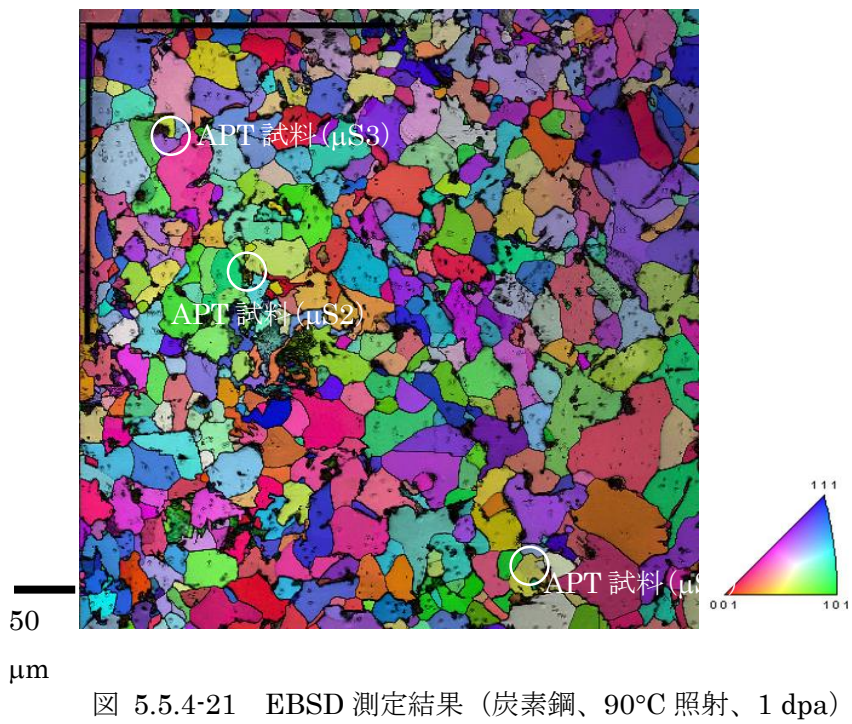 APT 試料(μS3)
APT 試料(μS2)
APT 試料(μS
111
001
101
50
μm
図 5.5.4-21 EBSD 測定結果（炭素鋼、90°C 照射、1 dpa）